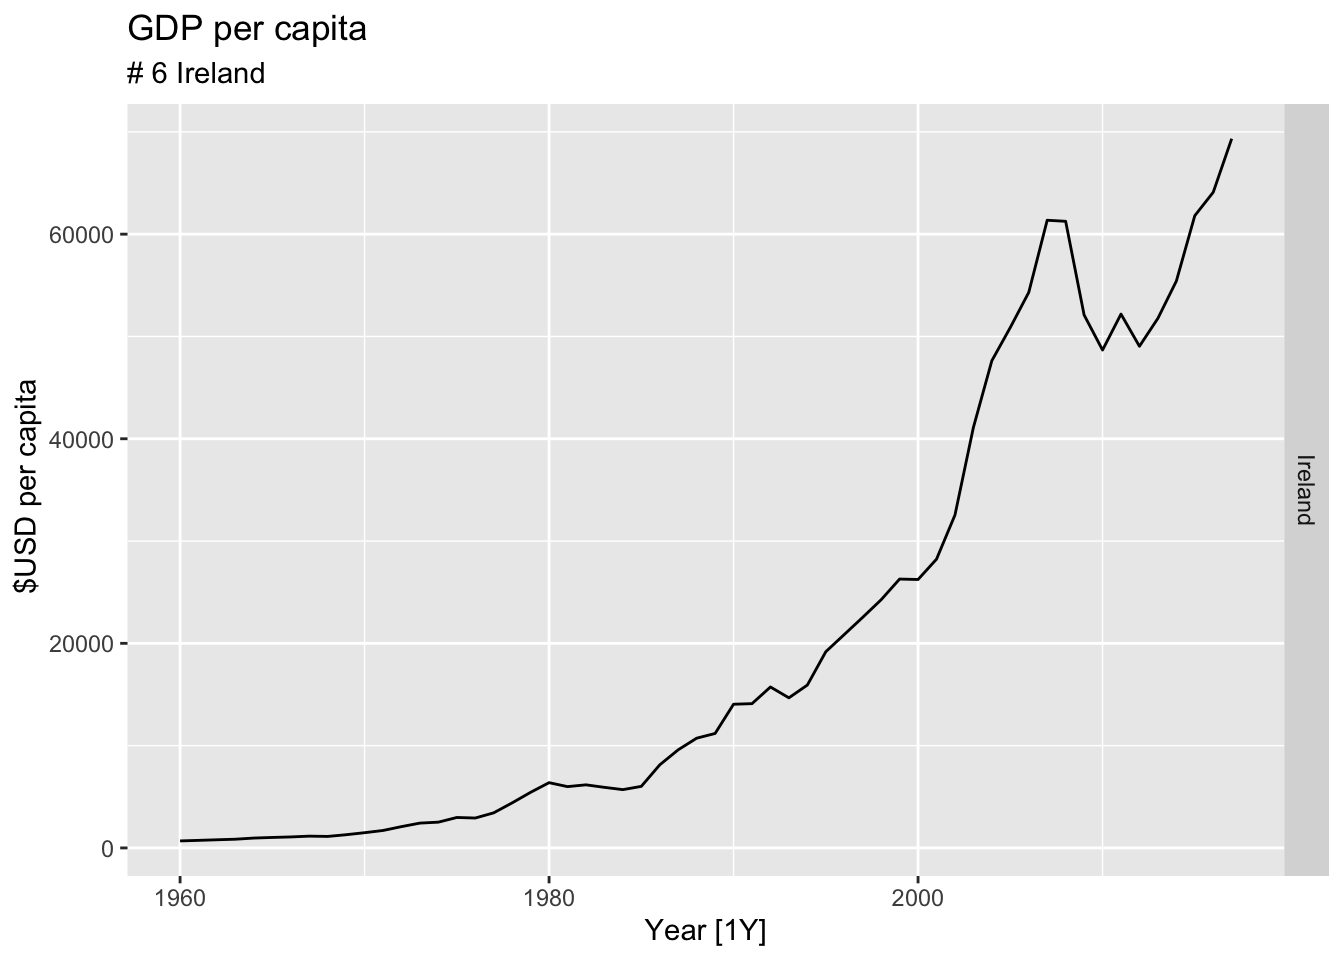 GDP per capita
# 6 Ireland
$USD per capita
60000
40000
20000
0
Ireland
1960
1980
2000
Year [1Y]